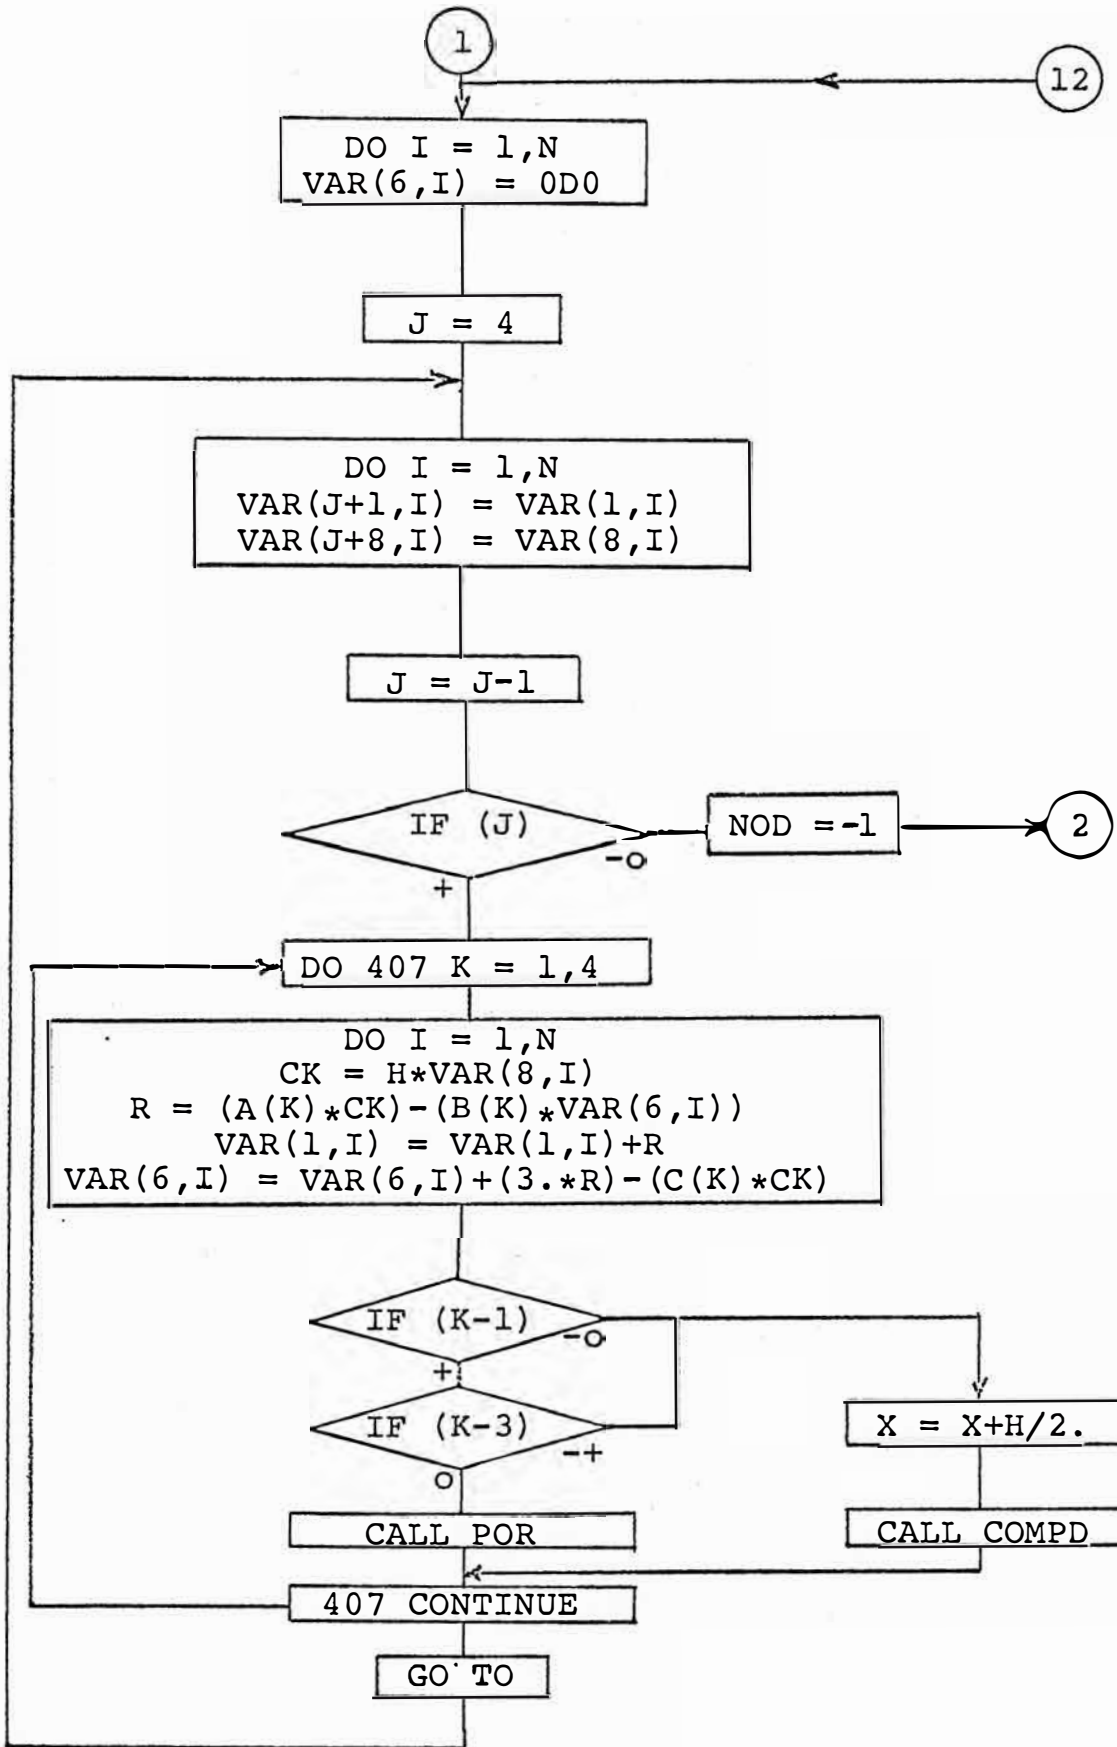 1
12
DO I = 1,N
VAR(6,I) = 0D0
J = 4
DO I = 1,N
VAR(J+1,I) = VAR(1,I)
VAR(J+8,I) = VAR(8,I)
J = J-1
IF (J)
-0
+
NOD =-1
2
DO 407 K = 1,4
DO I = 1,N
CK = H*VAR(8,I)
R = (A(K)*CK)-(B(K)*VAR(6,I))
VAR(1,I) = VAR(1,I)+R
VAR(6,I) = VAR(6,I)+(3.*R)-(C(K)*CK)
IF (K-1)
-0
+
IF (K-3)
-+
0
X = X+H/2.
CALL POR
CALL COMPD
407 CONTINUE
GO TO